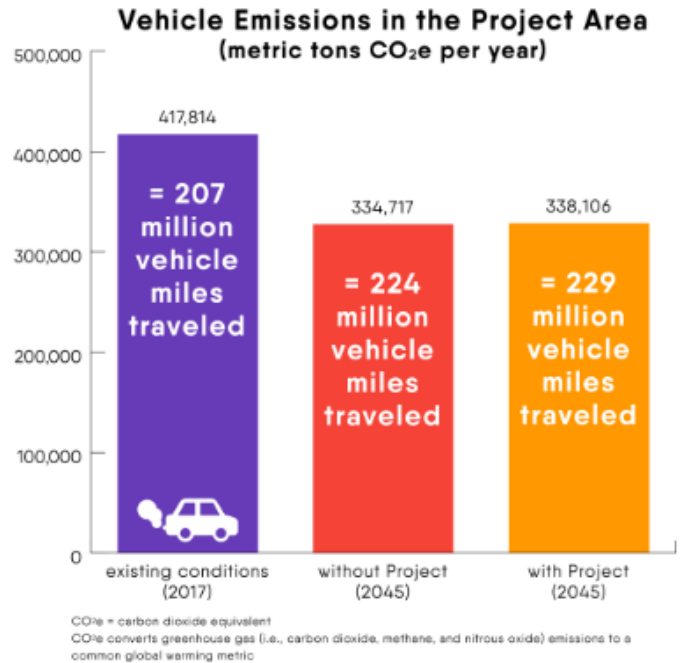 Vehicle Emissions in the Project Area
(metric tons CO₂e per year)
500,000
400,000
300,000
200,000
100,000
0
417,814
= 207
million
vehicle
miles
traveled
334,717
= 224
million
vehicle
miles
traveled
338,106
= 229
million
vehicle
miles
traveled
existing conditions
(2017)
without Project
(2045)
with Project
(2045)
CO²e = carbon dioxide equivalent
CO²e converts greenhouse gas (i.e., carbon dioxide, methane, and nitrous oxide) emissions to a
common global warming metric